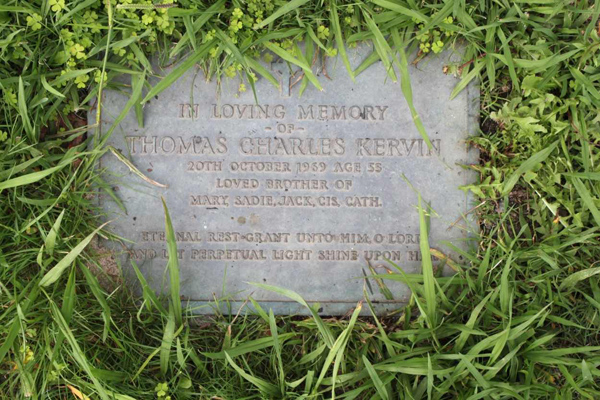 IN LOVING MEMORY
- OF -
THOMAS CHARLES KERVIN
20TH OCTOBER 1969 AGE 55
LOVED BROTHER OF
MARY, SADIE, JACK, CIS, CATH.
ETERNAL REST GRANT UNTO HIM, O LOR
AND LET PERPETUAL LIGHT SHINE UPON